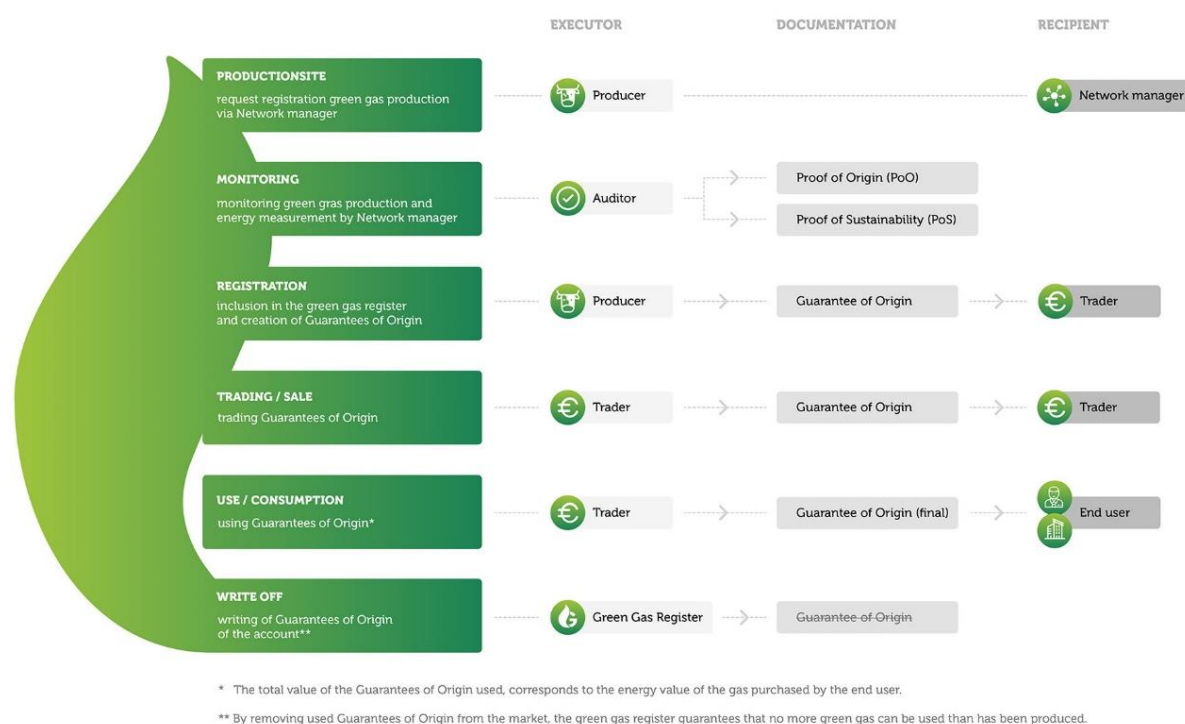 EXECUTOR DOCUMENTATION RECIPIENT
PRODUCTIONSITE
request registration green gas production
via Network manager
Producer
Network manager
MONITORING
monitoring green gras production and
energy measurement by Network manager
Auditor
Proof of Origin (PoO)
Proof of Sustainability (PoS)
REGISTRATION
inclusion in the green gas register
and creation of Guarantees of Origin
Producer
Guarantee of Origin
Trader
TRADING / SALE
trading Guarantees of Origin
Trader
Guarantee of Origin
Trader
USE / CONSUMPTION
using Guarantees of Origin*
Trader
Guarantee of Origin (final)
End user
WRITE OFF
writing of Guarantees of Origin
of the account**
Green Gas Register
Guarantee of Origin
* The total value of the Guarantees of Origin used, corresponds to the energy value of the gas purchased by the end user.
** By removing used Guarantees of Origin from the market, the green gas register guarantees that no more green gas can be used than has been produced.